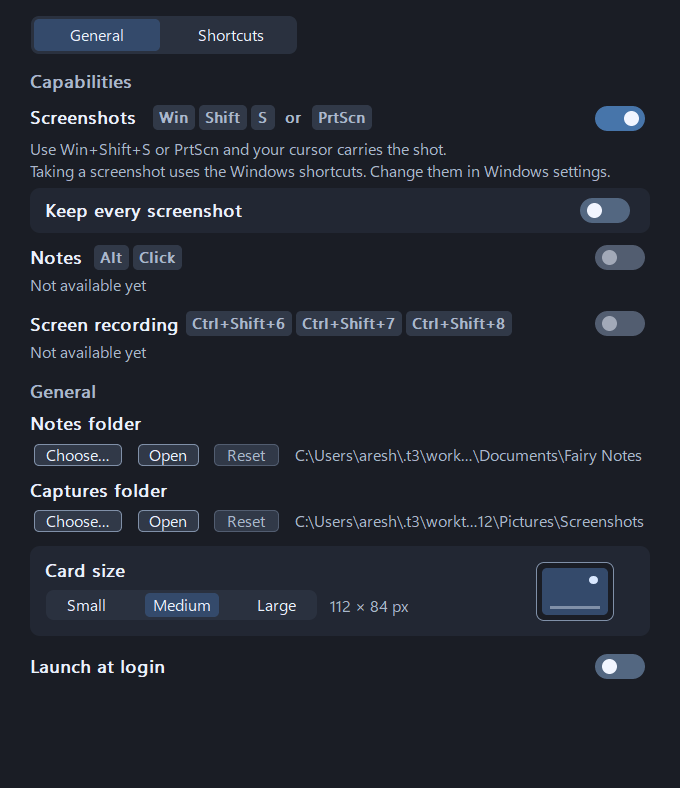 General Shortcuts
Capabilities
Screenshots Win Shift S or PrtScn
Use Win+Shift+S or PrtScn and your cursor carries the shot.
Taking a screenshot uses the Windows shortcuts. Change them in Windows settings.
Keep every screenshot
Notes Alt Click
Not available yet
Screen recording Ctrl+Shift+6 Ctrl+Shift+7 Ctrl+Shift+8
Not available yet
General
Notes folder
Choose... Open Reset C:\Users\aresh\.t3\work...\Documents\Fairy Notes
Captures folder
Choose... Open Reset C:\Users\aresh\.t3\workt...12\Pictures\Screenshots
Card size
Small Medium Large 112 × 84 px
Launch at login